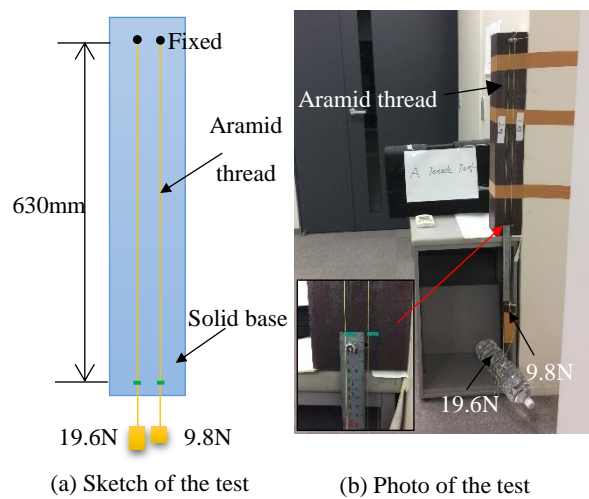 Fixed
Aramid
thread
630mm
Solid base
19.6N
9.8N
(a) Sketch of the test
Aramid thread
A Tensile Test
9.8N
19.6N
(b) Photo of the test